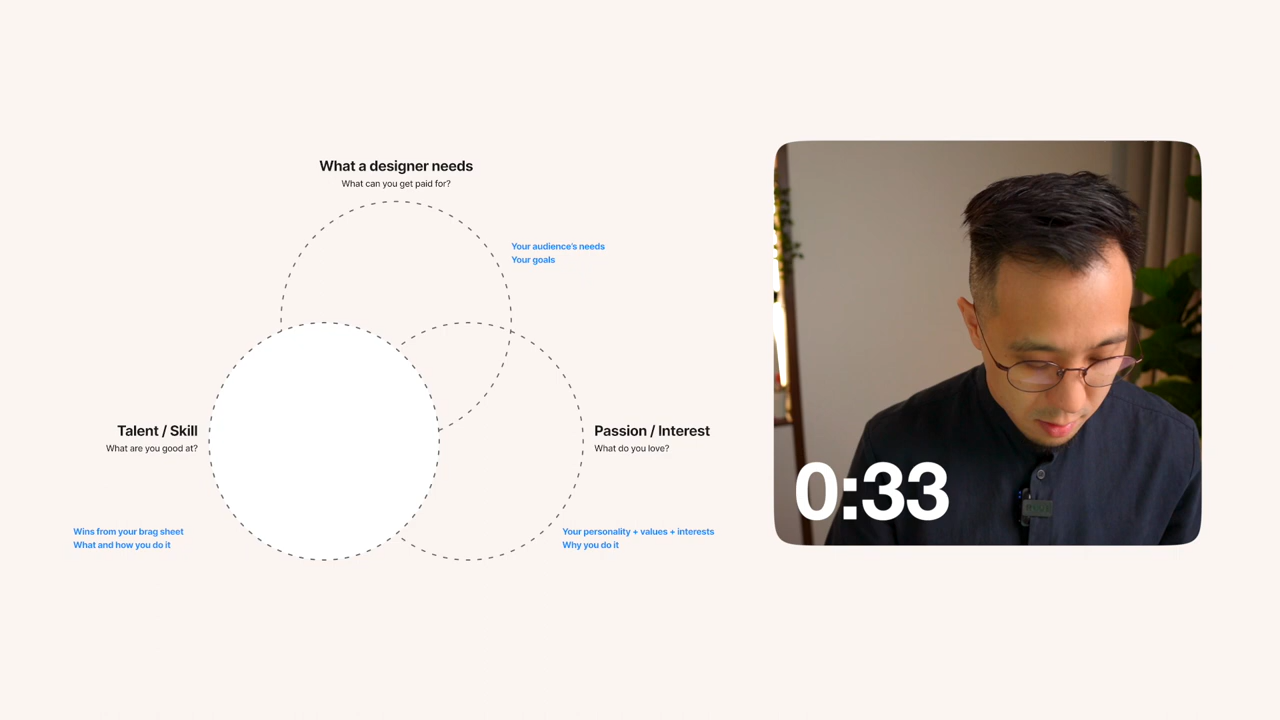 What a designer needs
What can you get paid for?
Your audience's needs
Your goals
Talent / Skill
What are you good at?
Passion / Interest
What do you love?
Wins from your brag sheet
What and how you do it
Your personality + values + interests
Why you do it
0:33